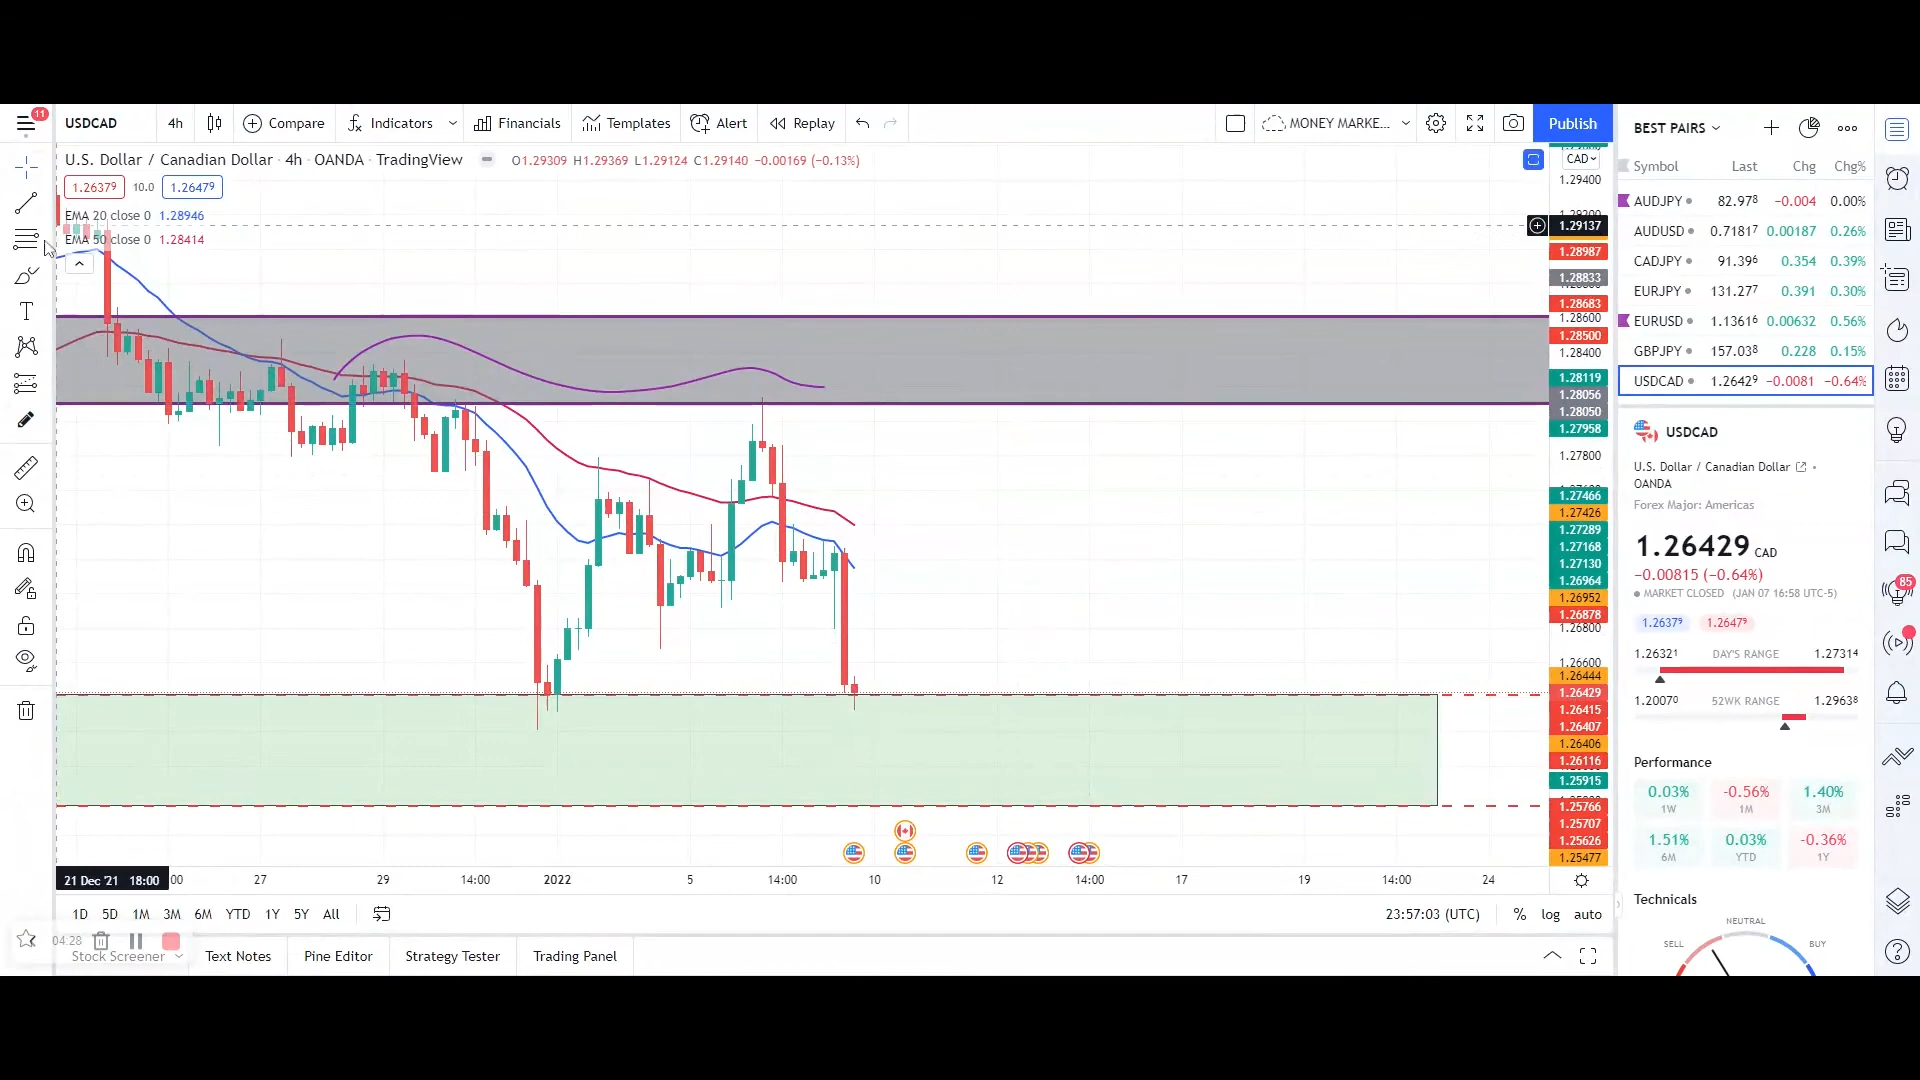 11
USDCAD 4h Compare Indicators Financials Templates Alert Replay MONEY MARKE... Publish
U.S. Dollar / Canadian Dollar · 4h · OANDA · TradingView O1.29309 H1.29369 L1.29124 C1.29140 −0.00169 (−0.13%)
1.26379 10.0 1.26479
EMA 20 close 0 1.28946
EMA 50 close 0 1.28414
CAD
1.29400
1.29137
1.28987
1.28833
1.28683
1.28600
1.28500
1.28400
1.28119
1.28056
1.28050
1.27958
1.27800
1.27466
1.27426
1.27289
1.27168
1.27130
1.26964
1.26952
1.26878
1.26800
1.26600
1.26444
1.26429
1.26415
1.26407
1.26406
1.26116
1.25915
1.25766
1.25707
1.25626
1.25477
21 Dec '21 18:00 :00 27 29 14:00 2022 5 14:00 10 12 14:00 17 19 14:00 24
1D 5D 1M 3M 6M YTD 1Y 5Y All 23:57:03 (UTC) % log auto
04:28
Stock Screener Text Notes Pine Editor Strategy Tester Trading Panel
BEST PAIRS
Symbol Last Chg Chg%
AUDJPY 82.978 −0.004 0.00%
AUDUSD 0.71817 0.00187 0.26%
CADJPY 91.396 0.354 0.39%
EURJPY 131.277 0.391 0.30%
EURUSD 1.13616 0.00632 0.56%
GBPJPY 157.038 0.228 0.15%
USDCAD 1.26429 −0.0081 −0.64%
USDCAD
U.S. Dollar / Canadian Dollar
OANDA
Forex Major: Americas
1.26429 CAD
−0.00815 (−0.64%)
MARKET CLOSED (JAN 07 16:58 UTC-5)
1.26379 1.26479
1.26321 DAY'S RANGE 1.27314
1.20070 52WK RANGE 1.29638
Performance
0.03% −0.56% 1.40%
1W 1M 3M
1.51% 0.03% −0.36%
6M YTD 1Y
Technicals
NEUTRAL
SELL BUY
85